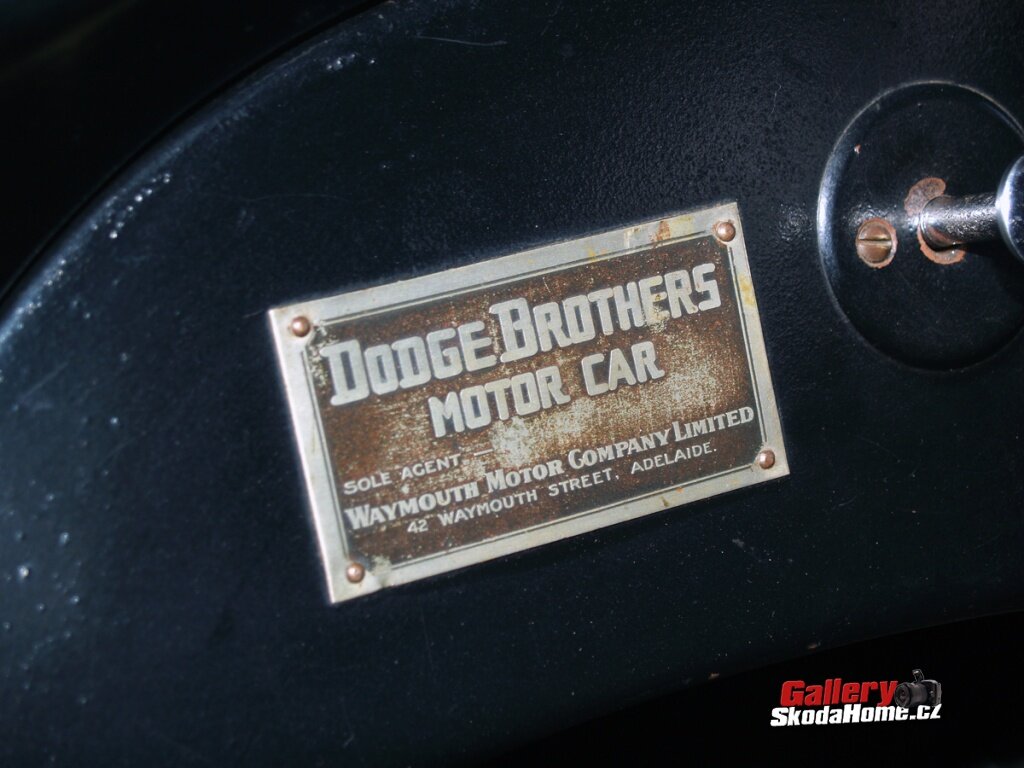 DODGE BROTHERS
MOTOR CAR
SOLE AGENT.—
WAYMOUTH MOTOR COMPANY LIMITED
42 WAYMOUTH STREET, ADELAIDE.
Gallery
SkodaHome.cz